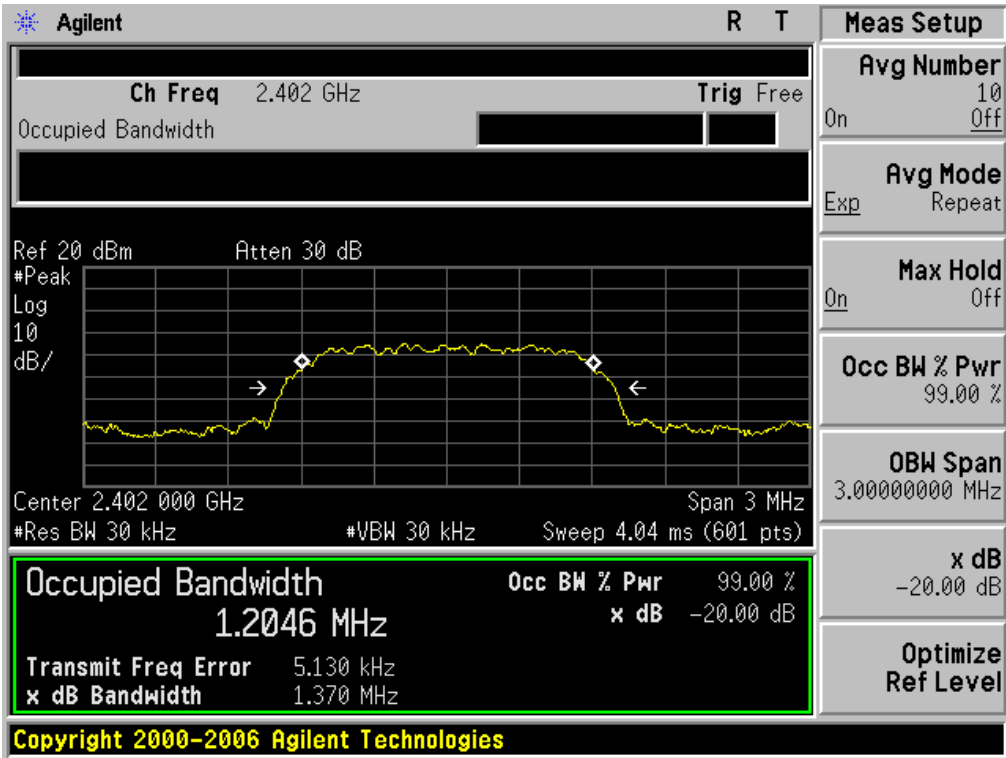 Agilent R T
Meas Setup
Avg Number
10
On Off
Avg Mode
Exp Repeat
Max Hold
On Off
Occ BW % Pwr
99.00 %
OBW Span
3.00000000 MHz
x dB
-20.00 dB
Optimize
Ref Level
Ch Freq 2.402 GHz Trig Free
Occupied Bandwidth
Ref 20 dBm Atten 30 dB
#Peak
Log
10
dB/
Center 2.402 000 GHz Span 3 MHz
#Res BW 30 kHz #VBW 30 kHz Sweep 4.04 ms (601 pts)
Occupied Bandwidth Occ BW % Pwr 99.00 %
1.2046 MHz x dB -20.00 dB
Transmit Freq Error 5.130 kHz
x dB Bandwidth 1.370 MHz
Copyright 2000-2006 Agilent Technologies